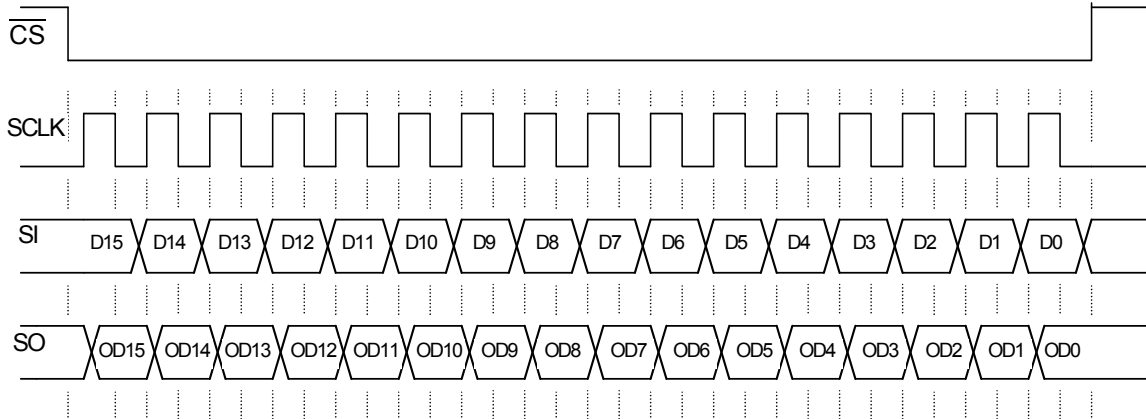 CS
SCLK
SI D15 D14 D13 D12 D11 D10 D9 D8 D7 D6 D5 D4 D3 D2 D1 D0
SO OD15 OD14 OD13 OD12 OD11 OD10 OD9 OD8 OD7 OD6 OD5 OD4 OD3 OD2 OD1 OD0